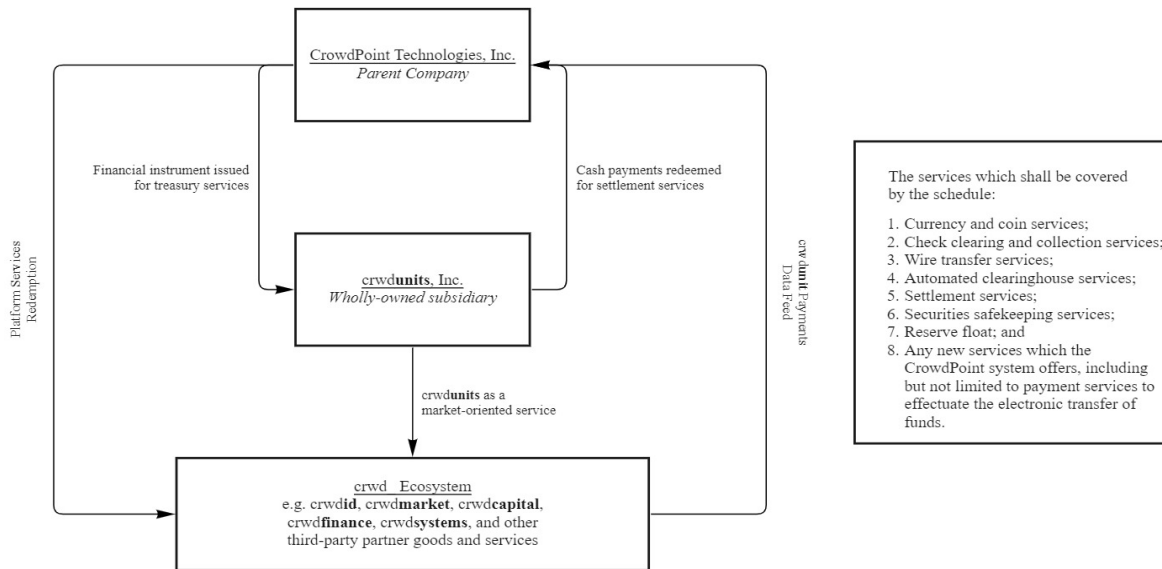 CrowdPoint Technologies, Inc.
Parent Company
Financial instrument issued
for treasury services
Cash payments redeemed
for settlement services
Platform Services
Redemption
crwdunits, Inc.
Wholly-owned subsidiary
crwdunit Payments
Data Feed
crwdunits as a
market-oriented service
crwd_ Ecosystem
e.g. crwdid, crwdmarket, crwdcapital,
crwdfinance, crwdsystems, and other
third-party partner goods and services
The services which shall be covered
by the schedule:
1. Currency and coin services;
2. Check clearing and collection services;
3. Wire transfer services;
4. Automated clearinghouse services;
5. Settlement services;
6. Securities safekeeping services;
7. Reserve float; and
8. Any new services which the
CrowdPoint system offers, including
but not limited to payment services to
effectuate the electronic transfer of
funds.